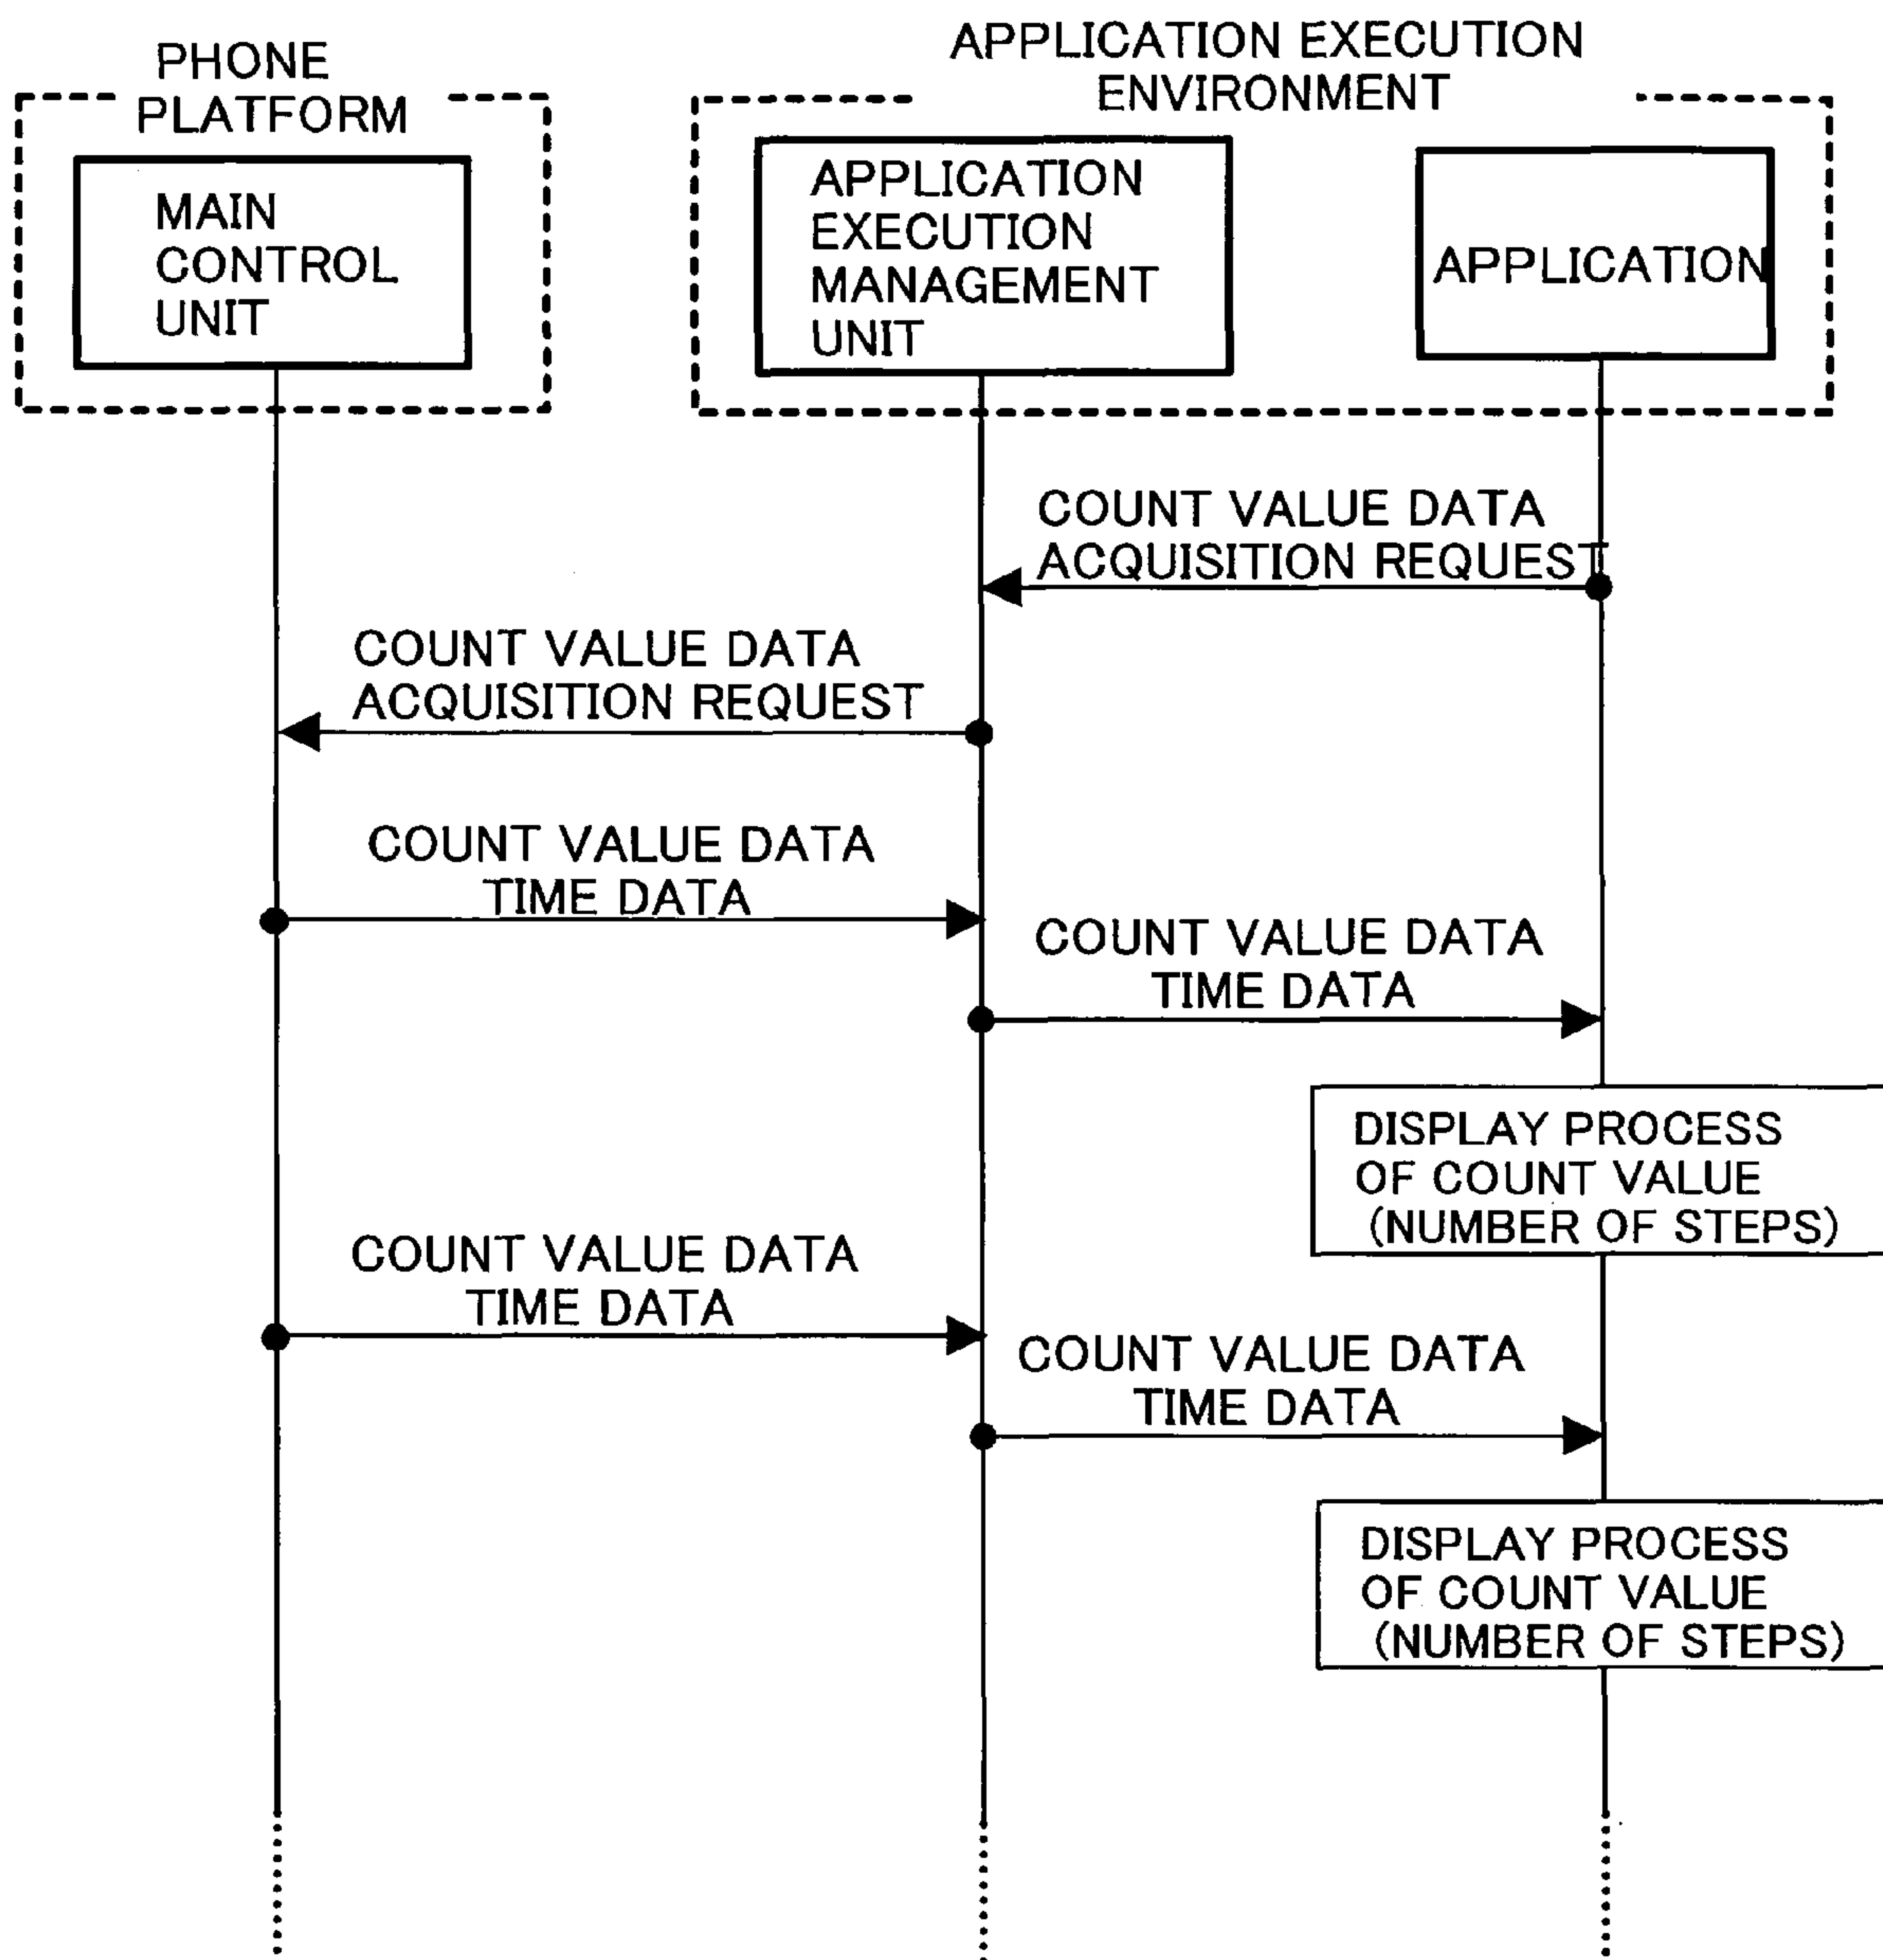 PHONE
PLATFORM
APPLICATION EXECUTION
ENVIRONMENT
MAIN
CONTROL
UNIT
APPLICATION
EXECUTION
MANAGEMENT
UNIT
APPLICATION
COUNT VALUE DATA
ACQUISITION REQUEST
COUNT VALUE DATA
ACQUISITION REQUEST
COUNT VALUE DATA
TIME DATA
COUNT VALUE DATA
TIME DATA
DISPLAY PROCESS
OF COUNT VALUE
(NUMBER OF STEPS)
COUNT VALUE DATA
TIME DATA
COUNT VALUE DATA
TIME DATA
DISPLAY PROCESS
OF COUNT VALUE
(NUMBER OF STEPS)